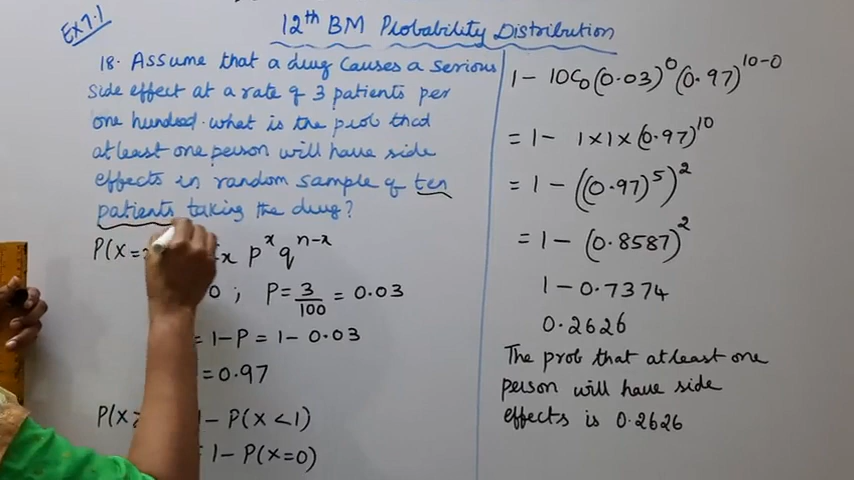 Ex 7.1
12th BM Probability Distribution
18. Assume that a drug causes a serious
side effect at a rate of 3 patients per
one hundred. what is the prob that
atleast one person will have side
effects in random sample of ten
patients taking the drug?
P(X= x p^x q^(n-x)
0 ; P = 3/100 = 0.03
= 1-P = 1- 0.03
= 0.97
P(X 1 - P(X<1)
= 1 - P(X=0)
1 - 10C₀ (0.03)^0 (0.97)^(10-0)
= 1 - 1×1×(0.97)^10
= 1 - ((0.97)^5)^2
= 1 - (0.8587)^2
1 - 0.7374
0.2626
The prob that atleast one
person will have side
effects is 0.2626